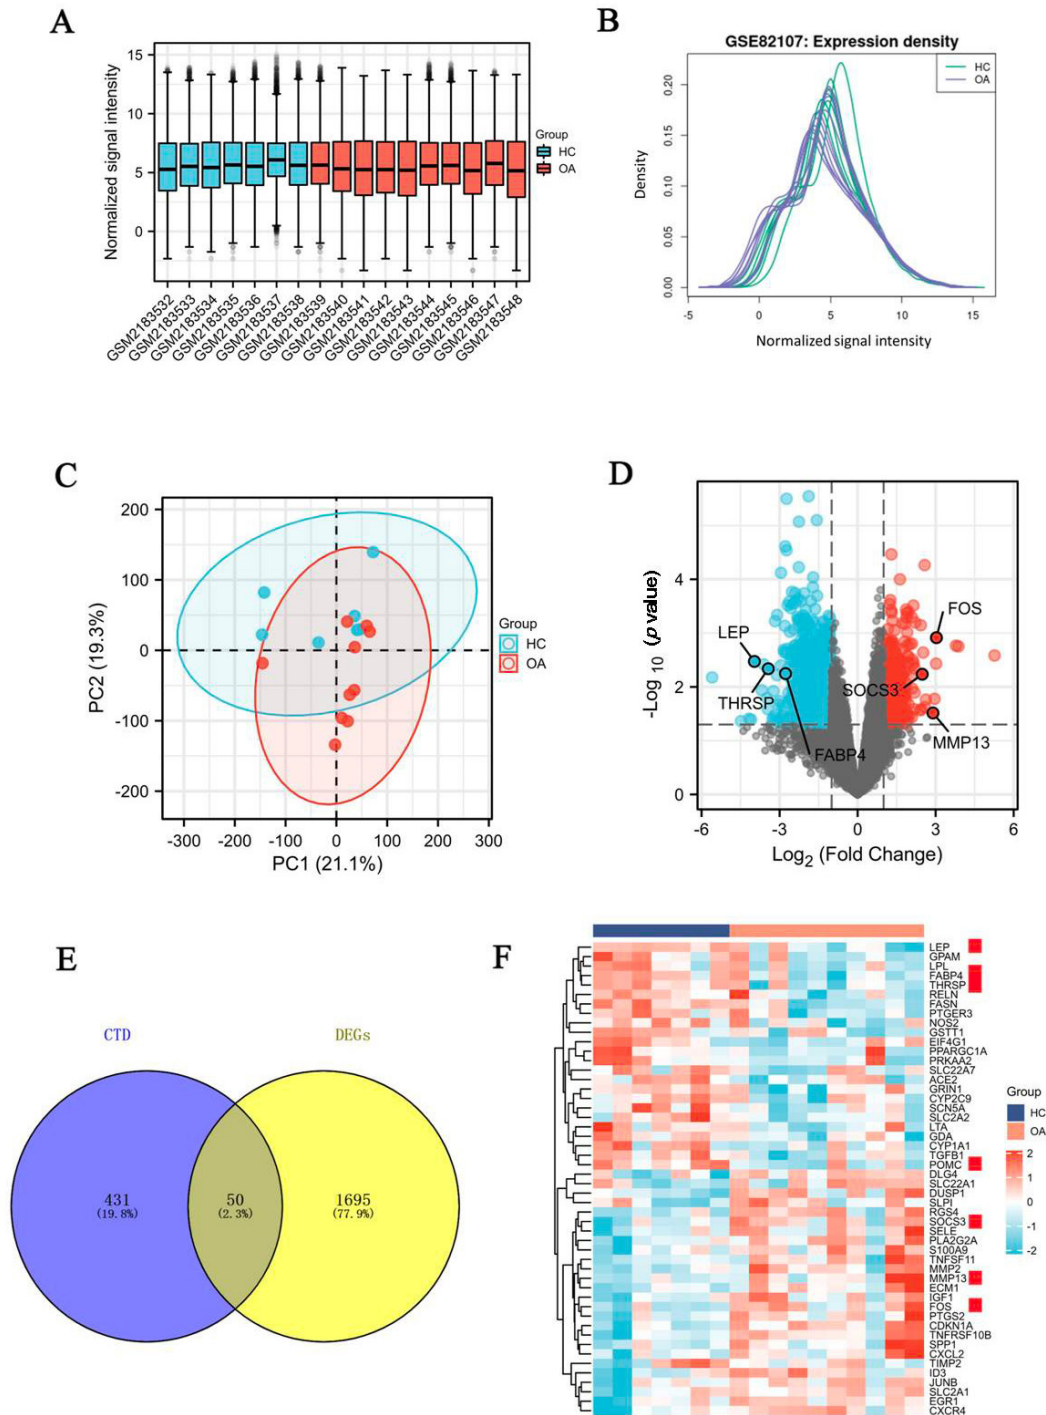 A
Normalized signal intensity
15
10
5
0
GSM2183532
GSM2183533
GSM2183534
GSM2183535
GSM2183536
GSM2183537
GSM2183538
GSM2183539
GSM2183540
GSM2183541
GSM2183542
GSM2183543
GSM2183544
GSM2183545
GSM2183546
GSM2183547
GSM2183548
Group
HC
OA
B
GSE82107: Expression density
HC
OA
Density
0.20
0.15
0.10
0.05
0.00
-5 0 5 10 15
Normalized signal intensity
C
PC2 (19.3%)
200
100
0
-100
-200
-300 -200 -100 0 100 200 300
PC1 (21.1%)
Group
HC
OA
D
-Log 10 (p value)
4
2
0
FOS
LEP
SOCS3
THRSP
FABP4
MMP13
-6 -3 0 3 6
Log2 (Fold Change)
E
CTD
DEGs
431
(19.8%)
50
(2.3%)
1695
(77.9%)
F
LEP
GPAM
LPL
FABP4
THRSP
RELN
FASN
PTGER3
NOS2
GSTT1
EIF4G1
PPARGC1A
PRKAA2
SLC22A7
ACE2
GRIN1
CYP2C9
SCN5A
SLC2A2
LTA
GDA
CYP1A1
TGFB1
POMC
DLG4
SLC22A1
DUSP1
SLPI
RGS4
SOCS3
SELE
PLA2G2A
S100A9
TNFSF11
MMP2
MMP13
ECM1
IGF1
FOS
PTGS2
CDKN1A
TNFRSF10B
SPP1
CXCL2
TIMP2
ID3
JUNB
SLC2A1
EGR1
CXCR4
Group
HC
OA
2
1
0
-1
-2